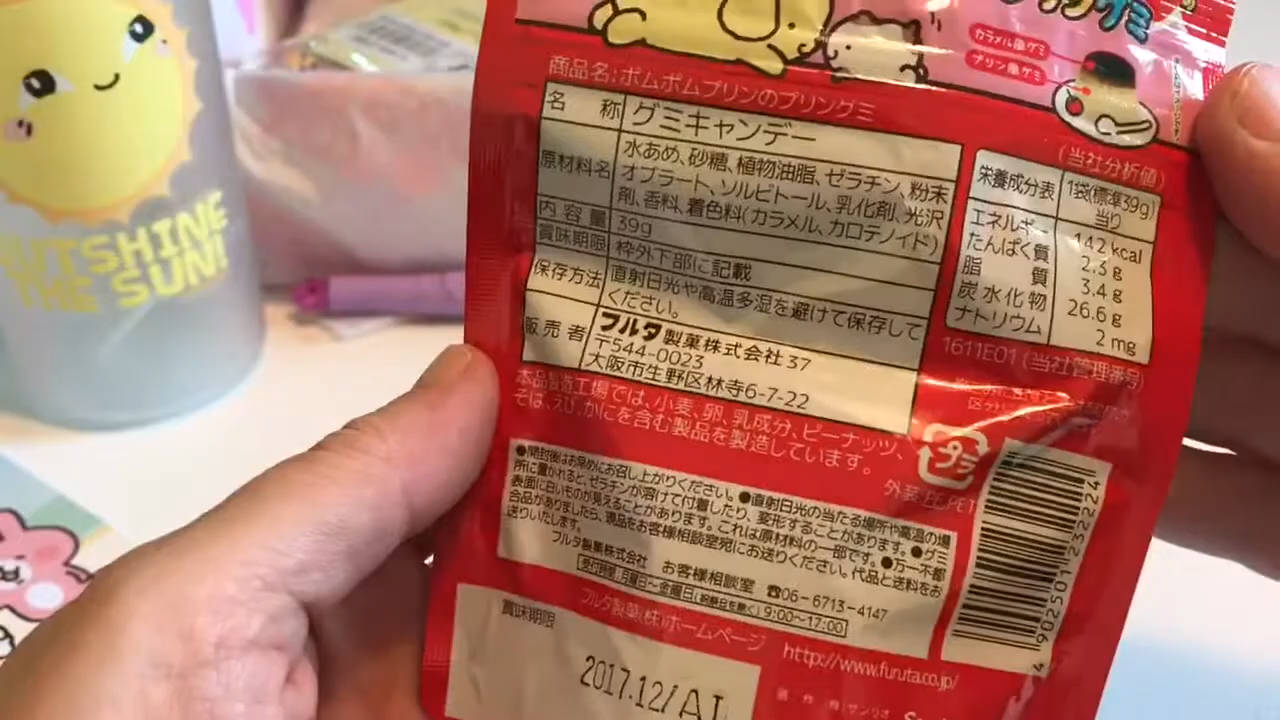 OUTSHINE
THE SUN!
カラメル風グミ
プリン風グミ
商品名:ポムポムプリンのプリングミ
名 称 グミキャンデー
原材料名 水あめ、砂糖、植物油脂、ゼラチン、粉末
オブラート、ソルビトール、乳化剤、光沢
剤、香料、着色料(カラメル、カロテノイド)
内容量 39g
賞味期限 枠外下部に記載
保存方法 直射日光や高温多湿を避けて保存して
ください。
販売者 フルタ製菓株式会社 37
〒544-0023
大阪市生野区林寺6-7-22
(当社分析値)
栄養成分表 1袋(標準39g)
当り
エネルギー 142 kcal
たんぱく質 2.3 g
脂 質 3.4 g
炭水化物 26.6 g
ナトリウム 2 mg
1611E01 (当社管理番号)
本品製造工場では、小麦、卵、乳成分、ピーナッツ、
そば、えび、かにを含む製品を製造しています。
プラ
外装:PE,PET
●開封後はお早めにお召し上がりください。●直射日光の当たる場所や高温の場
所に置かれると、ゼラチンが溶けて付着したり、変形することがあります。●グミ
表面に白いものが見えることがあります。これは原材料の一部です。●万一不都
合品がありましたら、現品をお客様相談室宛にお送りください。代品と送料をお
送りいたします。
フルタ製菓株式会社 お客様相談室 ☎06-6713-4147
受付時間 月曜日~金曜日(祝祭日を除く) 9:00~17:00
フルタ製菓(株)ホームページ http://www.furuta.co.jp/
4 902501 232224
賞味期限
2017.12/AI